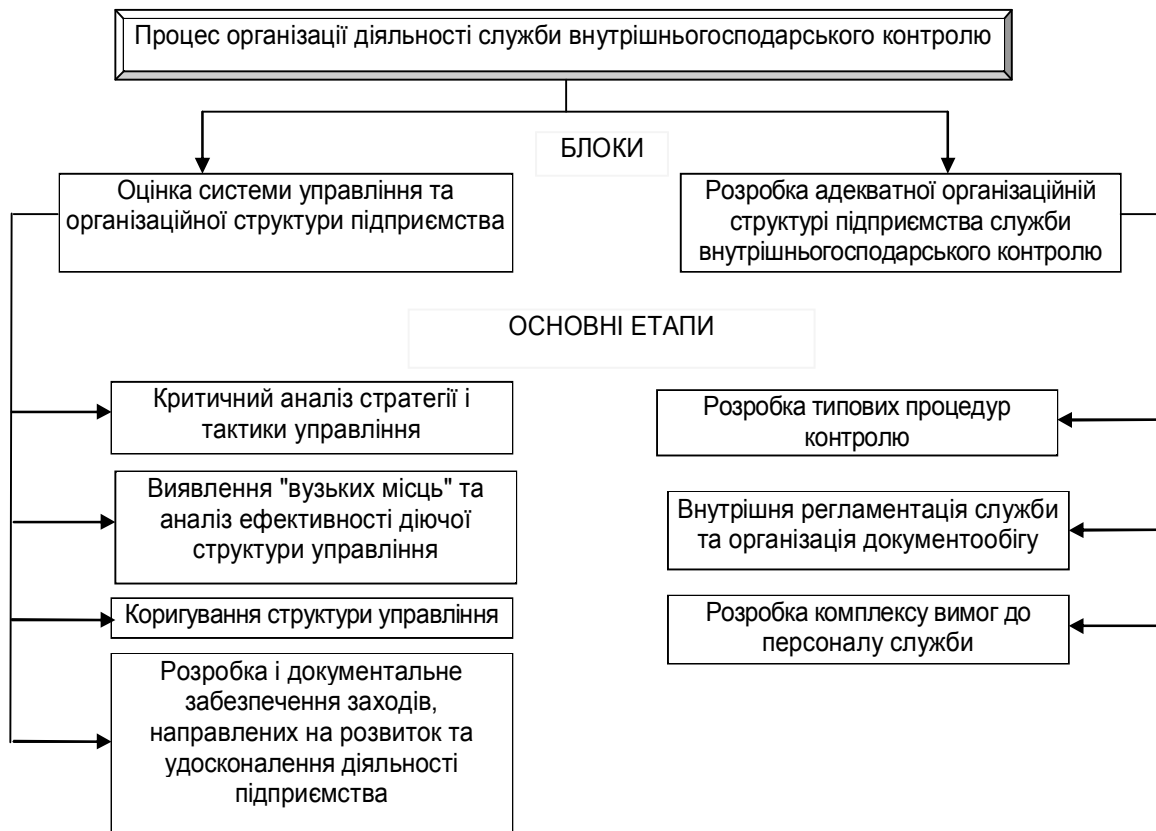 Процес організації діяльності служби внутрішньогосподарського контролю
БЛОКИ
Оцінка системи управління та
організаційної структури підприємства
Розробка адекватної організаційній
структурі підприємства служби
внутрішньогосподарського контролю
ОСНОВНІ ЕТАПИ
Критичний аналіз стратегії і
тактики управління
Виявлення "вузьких місць" та
аналіз ефективності діючої
структури управління
Коригування структури управління
Розробка і документальне
забезпечення заходів,
направлених на розвиток та
удосконалення діяльності
підприємства
Розробка типових процедур
контролю
Внутрішня регламентація служби
та організація документообігу
Розробка комплексу вимог до
персоналу служби